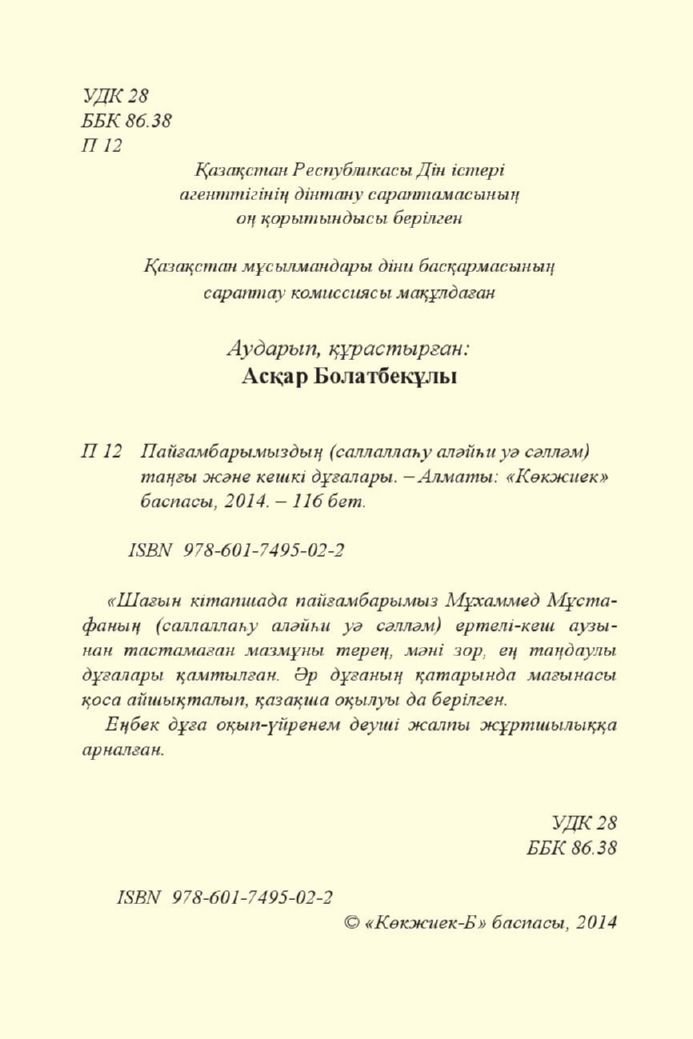 УДК 28
ББК 86.38
П 12
Қазақстан Республикасы Дін істері
агенттігінің дінтану сараптамасының
оң қорытындысы берілген
Қазақстан мұсылмандары діни басқармасының
сараптау комиссиясы мақұлдаған
Аударып, құрастырған:
Асқар Болатбекұлы
П 12 Пайғамбарымыздың (саллаллаһу аләйһи уә сәлләм)
таңғы және кешкі дұғалары. – Алматы: «Көкжиек»
баспасы, 2014. – 116 бет.
ISBN 978-601-7495-02-2
«Шағын кітапшада пайғамбарымыз Мұхаммед Мұста-
фаның (саллаллаһу аләйһи уә сәлләм) ертелі-кеш аузы-
нан тастамаған мазмұны терең, мәні зор, ең таңдаулы
дұғалары қамтылған. Әр дұғаның қатарында мағынасы
қоса айшықталып, қазақша оқылуы да берілген.
Еңбек дұға оқып-үйренем деуші жалпы жұртшылыққа
арналған.
УДК 28
ББК 86.38
ISBN 978-601-7495-02-2
© «Көкжиек-Б» баспасы, 2014